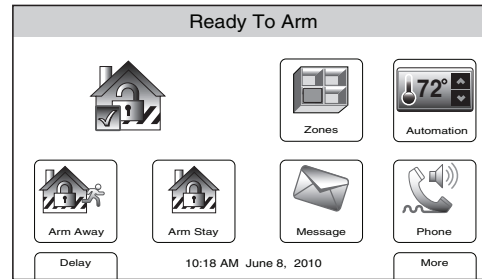 Ready To Arm
72°
Zones
Automation
Arm Away
Arm Stay
Message
Phone
Delay
10:18 AM June 8, 2010
More